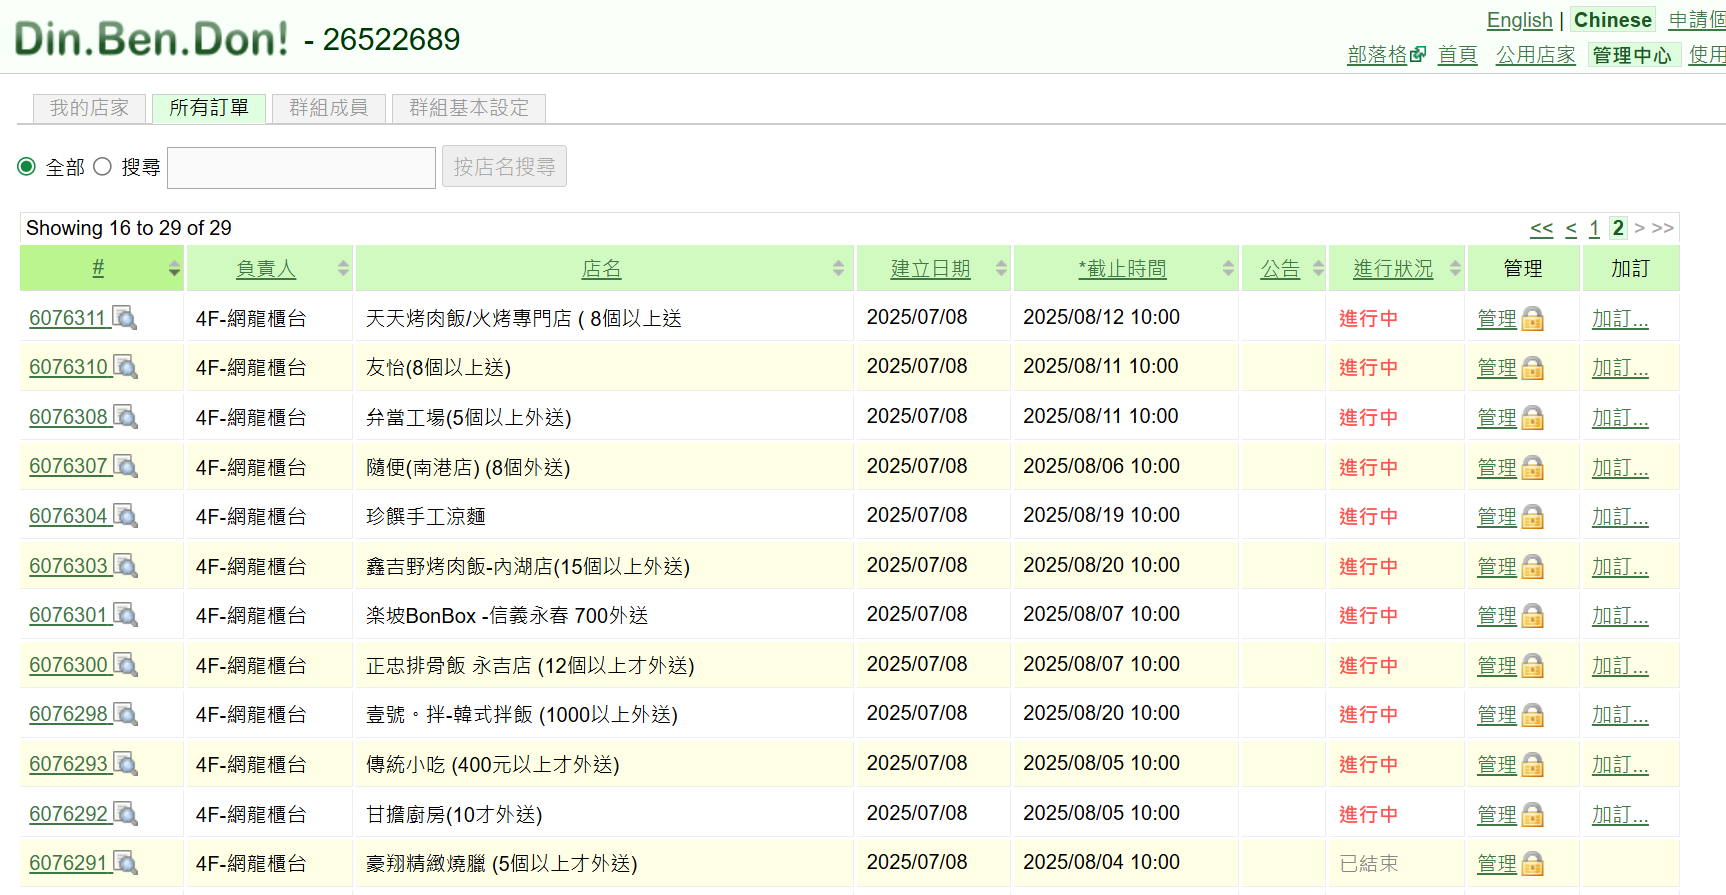 Din.Ben.Don! - 26522689
English | Chinese 申請個
部落格 首頁 公用店家 管理中心 使用
我的店家 所有訂單 群組成員 群組基本設定
全部 搜尋 按店名搜尋
Showing 16 to 29 of 29 << < 1 2 > >>
# 負責人 店名 建立日期 *截止時間 公告 進行狀況 管理 加訂
6076311 4F-網龍櫃台 天天烤肉飯/火烤專門店 ( 8個以上送 2025/07/08 2025/08/12 10:00 進行中 管理 加訂...
6076310 4F-網龍櫃台 友怡(8個以上送) 2025/07/08 2025/08/11 10:00 進行中 管理 加訂...
6076308 4F-網龍櫃台 弁當工場(5個以上外送) 2025/07/08 2025/08/11 10:00 進行中 管理 加訂...
6076307 4F-網龍櫃台 隨便(南港店) (8個外送) 2025/07/08 2025/08/06 10:00 進行中 管理 加訂...
6076304 4F-網龍櫃台 珍饌手工涼麵 2025/07/08 2025/08/19 10:00 進行中 管理 加訂...
6076303 4F-網龍櫃台 鑫吉野烤肉飯-內湖店(15個以上外送) 2025/07/08 2025/08/20 10:00 進行中 管理 加訂...
6076301 4F-網龍櫃台 楽坡BonBox -信義永春 700外送 2025/07/08 2025/08/07 10:00 進行中 管理 加訂...
6076300 4F-網龍櫃台 正忠排骨飯 永吉店 (12個以上才外送) 2025/07/08 2025/08/07 10:00 進行中 管理 加訂...
6076298 4F-網龍櫃台 壹號。拌-韓式拌飯 (1000以上外送) 2025/07/08 2025/08/20 10:00 進行中 管理 加訂...
6076293 4F-網龍櫃台 傳統小吃 (400元以上才外送) 2025/07/08 2025/08/05 10:00 進行中 管理 加訂...
6076292 4F-網龍櫃台 甘擔廚房(10才外送) 2025/07/08 2025/08/05 10:00 進行中 管理 加訂...
6076291 4F-網龍櫃台 豪翔精緻燒臘 (5個以上才外送) 2025/07/08 2025/08/04 10:00 已結束 管理